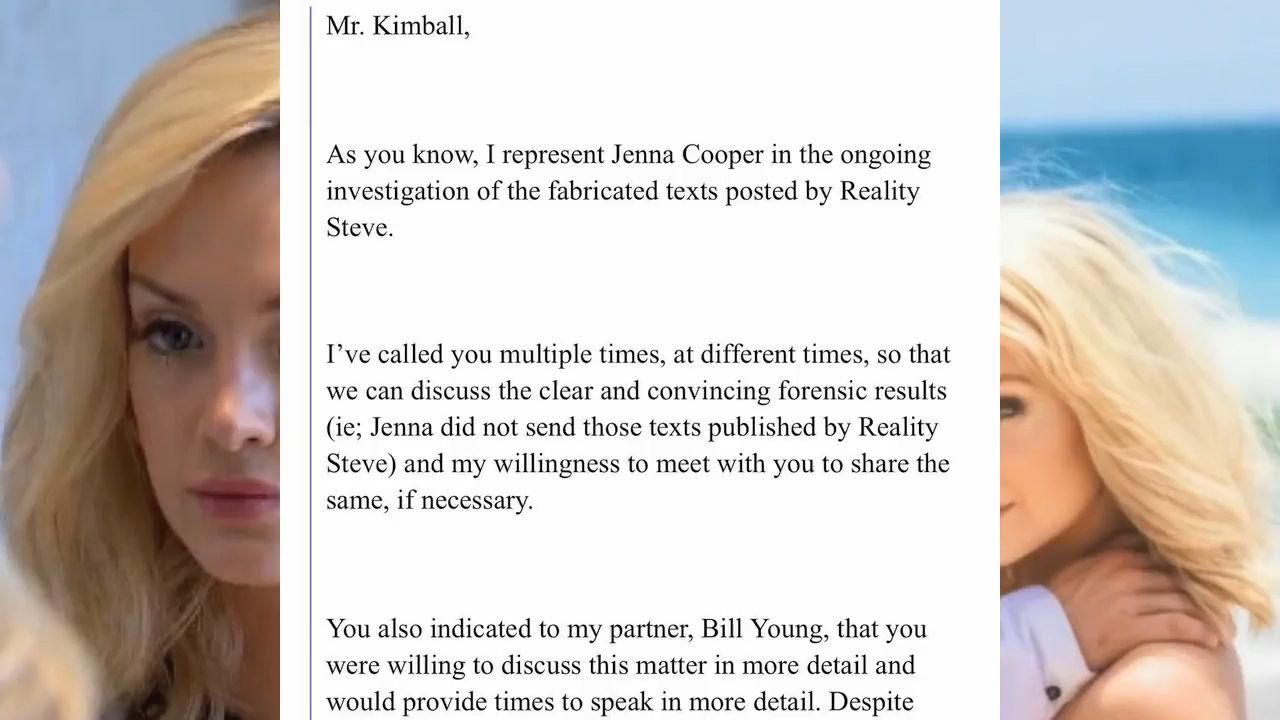 Mr. Kimball,
As you know, I represent Jenna Cooper in the ongoing
investigation of the fabricated texts posted by Reality
Steve.
I’ve called you multiple times, at different times, so that
we can discuss the clear and convincing forensic results
(ie; Jenna did not send those texts published by Reality
Steve) and my willingness to meet with you to share the
same, if necessary.
You also indicated to my partner, Bill Young, that you
were willing to discuss this matter in more detail and
would provide times to speak in more detail. Despite